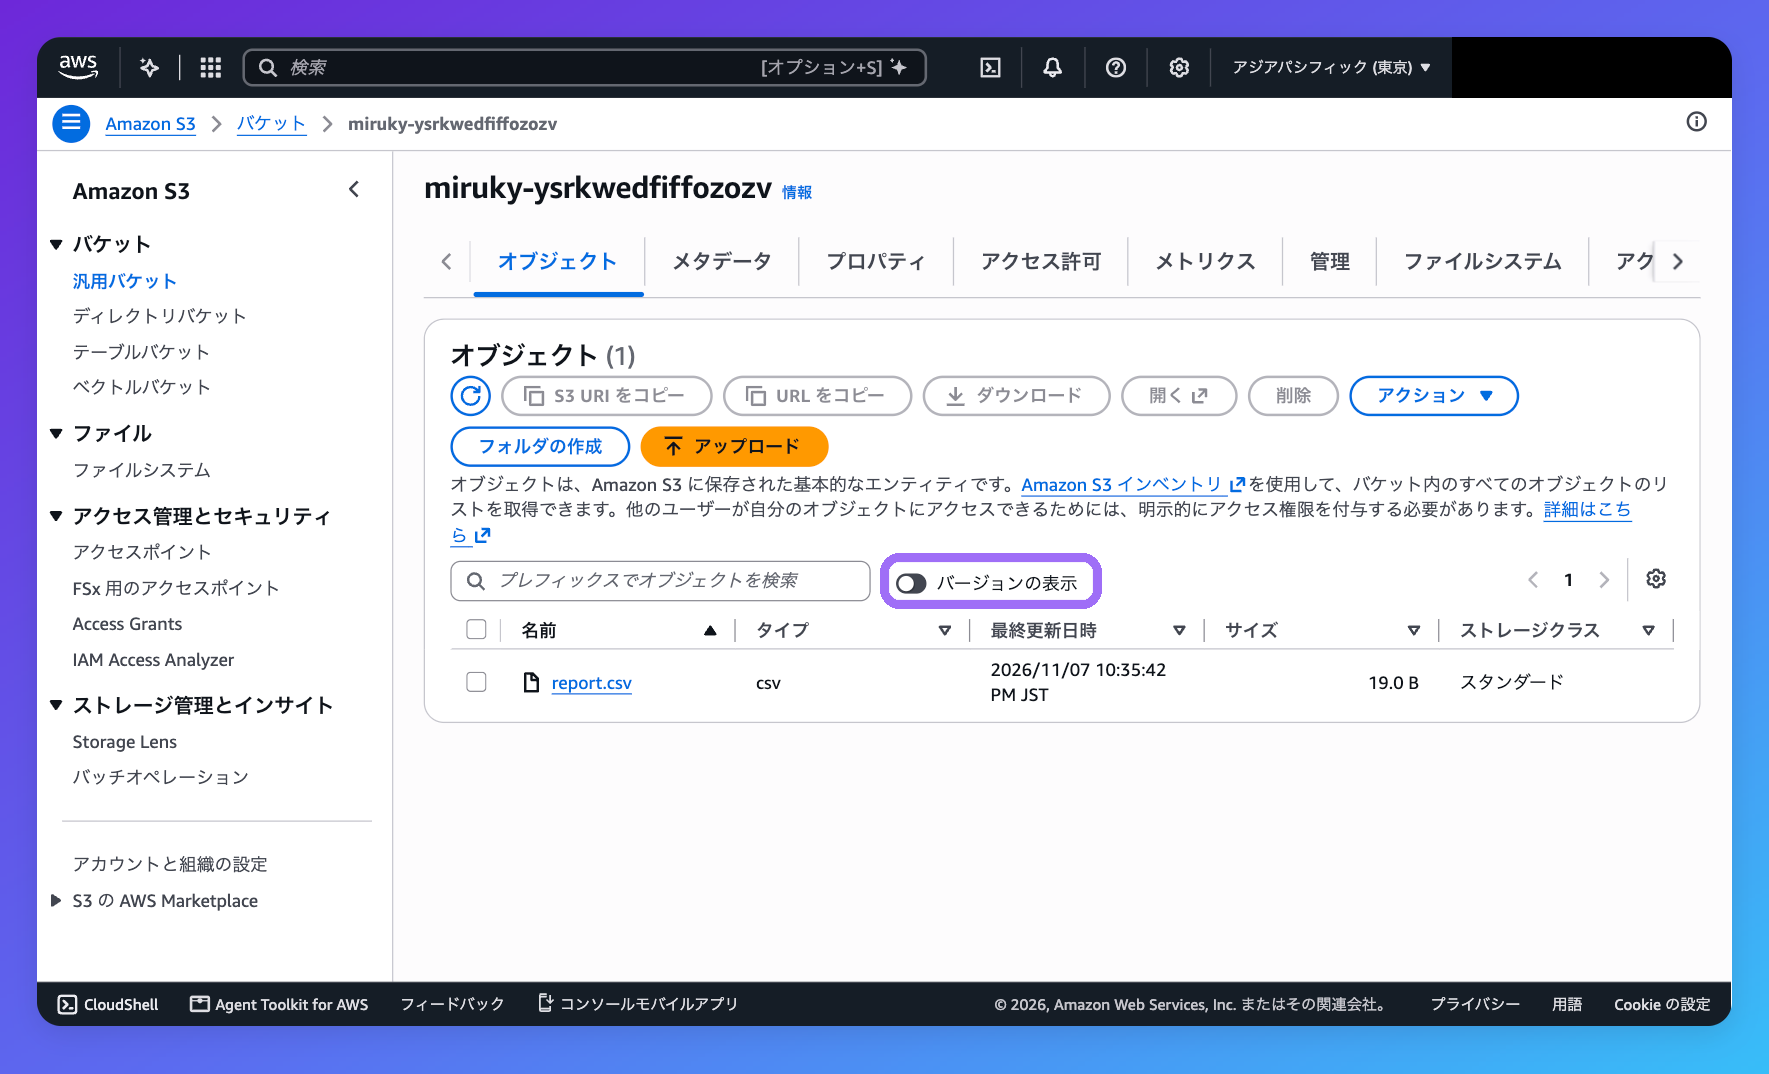 aws
検索
[オプション+S]
アジアパシフィック (東京) ▼
Amazon S3
バケット
miruky-ysrkwedfiffozozv
Amazon S3
▼ バケット
汎用バケット
ディレクトリバケット
テーブルバケット
ベクトルバケット
▼ ファイル
ファイルシステム
▼ アクセス管理とセキュリティ
アクセスポイント
FSx 用のアクセスポイント
Access Grants
IAM Access Analyzer
▼ ストレージ管理とインサイト
Storage Lens
バッチオペレーション
アカウントと組織の設定
▶ S3 の AWS Marketplace
miruky-ysrkwedfiffozozv 情報
オブジェクト
メタデータ
プロパティ
アクセス許可
メトリクス
管理
ファイルシステム
アク
オブジェクト (1)
S3 URI をコピー
URL をコピー
ダウンロード
開く
削除
アクション ▼
フォルダの作成
アップロード
オブジェクトは、Amazon S3 に保存された基本的なエンティティです。Amazon S3 インベントリ を使用して、バケット内のすべてのオブジェクトのリ
ストを取得できます。他のユーザーが自分のオブジェクトにアクセスできるためには、明示的にアクセス権限を付与する必要があります。詳細はこち
ら
プレフィックスでオブジェクトを検索
バージョンの表示
1
名前
タイプ
最終更新日時
サイズ
ストレージクラス
report.csv
csv
2026/11/07 10:35:42
PM JST
19.0 B
スタンダード
CloudShell
Agent Toolkit for AWS
フィードバック
コンソールモバイルアプリ
© 2026, Amazon Web Services, Inc. またはその関連会社。
プライバシー
用語
Cookie の設定